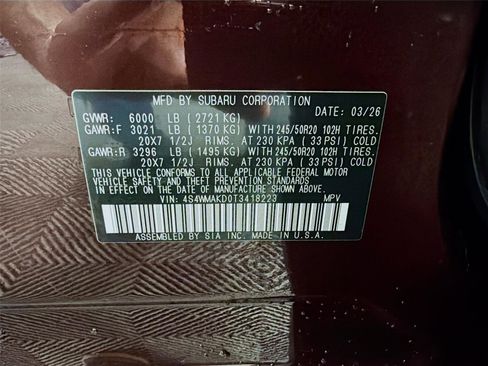 MFD BY SUBARU CORPORATION DATE: 03/26
GVWR: 6000 LB (2721 KG)
GAWR:F 3021 LB (1370 KG) WITH 245/50R20 102H TIRES.
20X7 1/2J RIMS. AT 230 KPA (33 PSI) COLD
GAWR:R 3296 LB (1495 KG) WITH 245/50R20 102H TIRES.
20X7 1/2J RIMS. AT 230 KPA (33 PSI) COLD
THIS VEHICLE CONFORMS TO ALL APPLICABLE FEDERAL MOTOR
VEHICLE SAFETY AND THEFT PREVENTION STANDARDS IN
EFFECT ON THE DATE OF MANUFACTURE SHOWN ABOVE.
VIN: 4S4WMAKD0T3418223 MPV
ASSEMBLED BY SIA INC. MADE IN U.S.A.